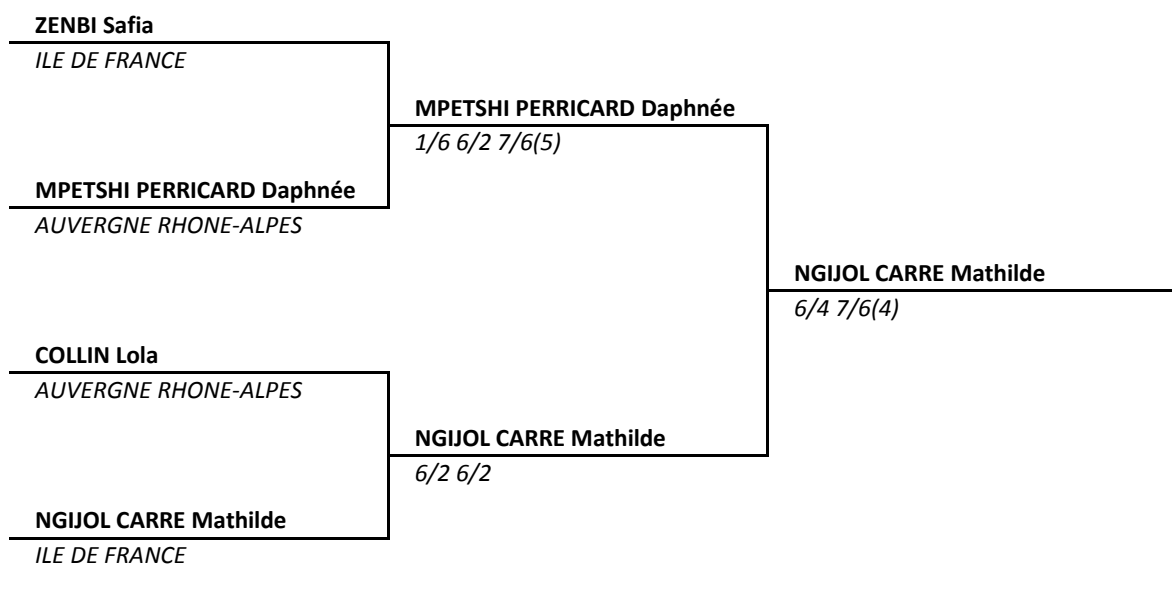 ZENBI Safia
ILE DE FRANCE
MPETSHI PERRICARD Daphnée
1/6 6/2 7/6(5)
MPETSHI PERRICARD Daphnée
AUVERGNE RHONE-ALPES
NGIJOL CARRE Mathilde
6/4 7/6(4)
COLLIN Lola
AUVERGNE RHONE-ALPES
NGIJOL CARRE Mathilde
6/2 6/2
NGIJOL CARRE Mathilde
ILE DE FRANCE